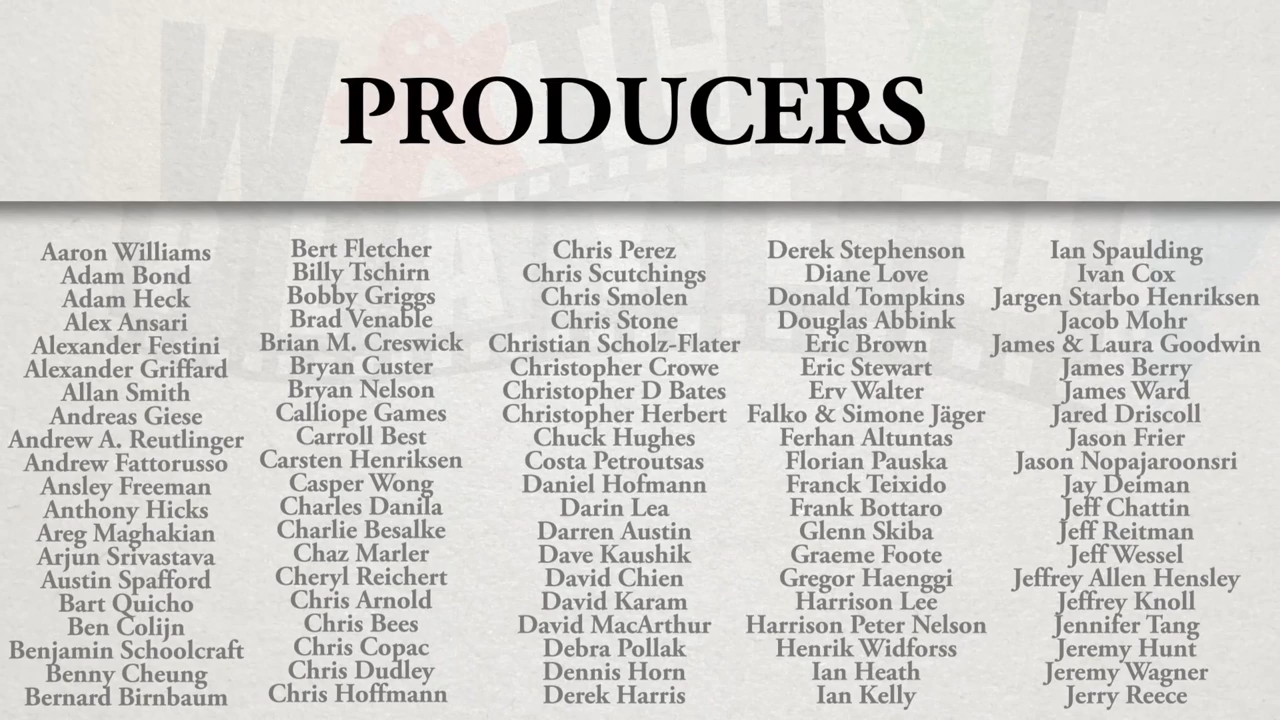 PRODUCERS
Aaron Williams
Adam Bond
Adam Heck
Alex Ansari
Alexander Festini
Alexander Griffard
Allan Smith
Andreas Giese
Andrew A. Reutlinger
Andrew Fattorusso
Ansley Freeman
Anthony Hicks
Areg Maghakian
Arjun Srivastava
Austin Spafford
Bart Quicho
Ben Colijn
Benjamin Schoolcraft
Benny Cheung
Bernard Birnbaum
Bert Fletcher
Billy Tschirn
Bobby Griggs
Brad Venable
Brian M. Creswick
Bryan Custer
Bryan Nelson
Calliope Games
Carroll Best
Carsten Henriksen
Casper Wong
Charles Danila
Charlie Besalke
Chaz Marler
Cheryl Reichert
Chris Arnold
Chris Bees
Chris Copac
Chris Dudley
Chris Hoffmann
Chris Perez
Chris Scutchings
Chris Smolen
Chris Stone
Christian Scholz-Flater
Christopher Crowe
Christopher D Bates
Christopher Herbert
Chuck Hughes
Costa Petroutsas
Daniel Hofmann
Darin Lea
Darren Austin
Dave Kaushik
David Chien
David Karam
David MacArthur
Debra Pollak
Dennis Horn
Derek Harris
Derek Stephenson
Diane Love
Donald Tompkins
Douglas Abbink
Eric Brown
Eric Stewart
Erv Walter
Falko & Simone Jäger
Ferhan Altuntas
Florian Pauska
Franck Teixido
Frank Bottaro
Glenn Skiba
Graeme Foote
Gregor Haenggi
Harrison Lee
Harrison Peter Nelson
Henrik Widforss
Ian Heath
Ian Kelly
Ian Spaulding
Ivan Cox
Jargen Starbo Henriksen
Jacob Mohr
James & Laura Goodwin
James Berry
James Ward
Jared Driscoll
Jason Frier
Jason Nopajaroonsri
Jay Deiman
Jeff Chattin
Jeff Reitman
Jeff Wessel
Jeffrey Allen Hensley
Jeffrey Knoll
Jennifer Tang
Jeremy Hunt
Jeremy Wagner
Jerry Reece